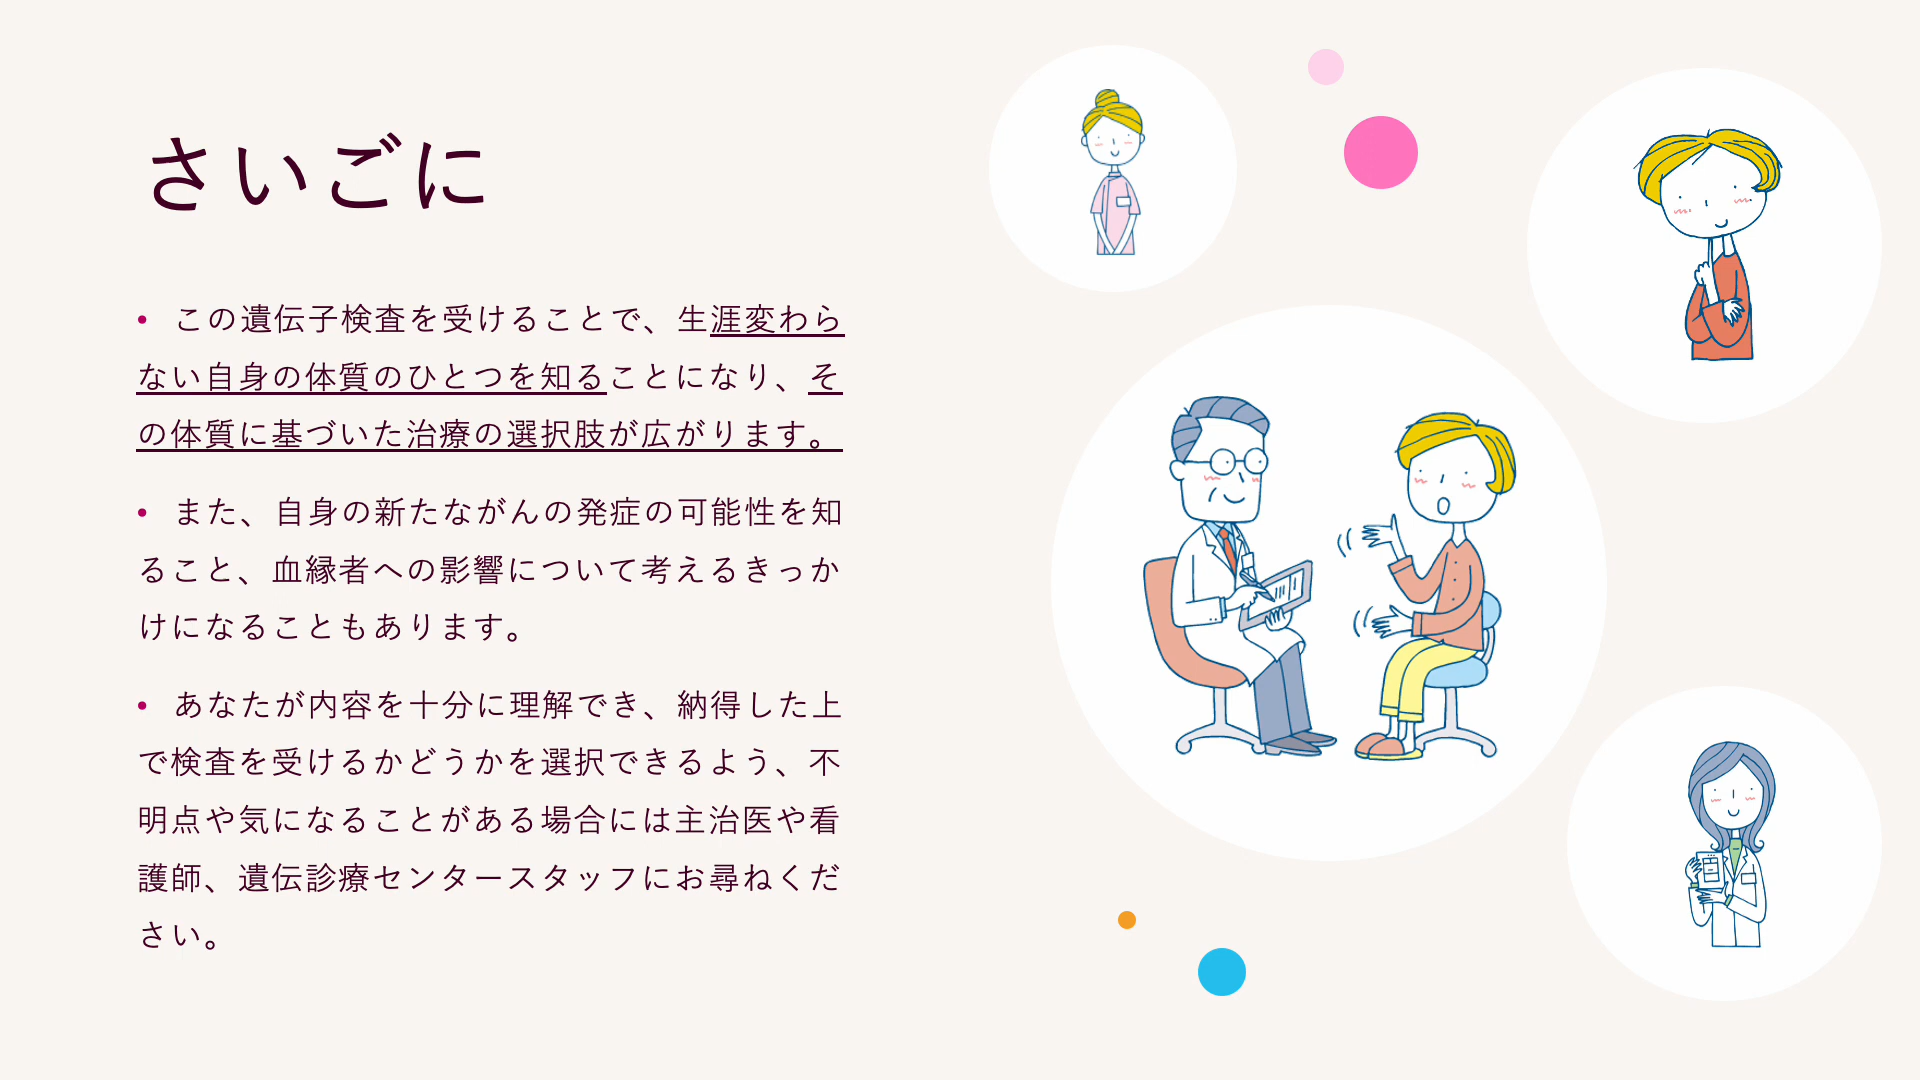 さいごに
• この遺伝子検査を受けることで、生涯変わら
ない自身の体質のひとつを知ることになり、そ
の体質に基づいた治療の選択肢が広がります。
• また、自身の新たながんの発症の可能性を知
ること、血縁者への影響について考えるきっか
けになることもあります。
• あなたが内容を十分に理解でき、納得した上
で検査を受けるかどうかを選択できるよう、不
明点や気になることがある場合には主治医や看
護師、遺伝診療センタースタッフにお尋ねくだ
さい。